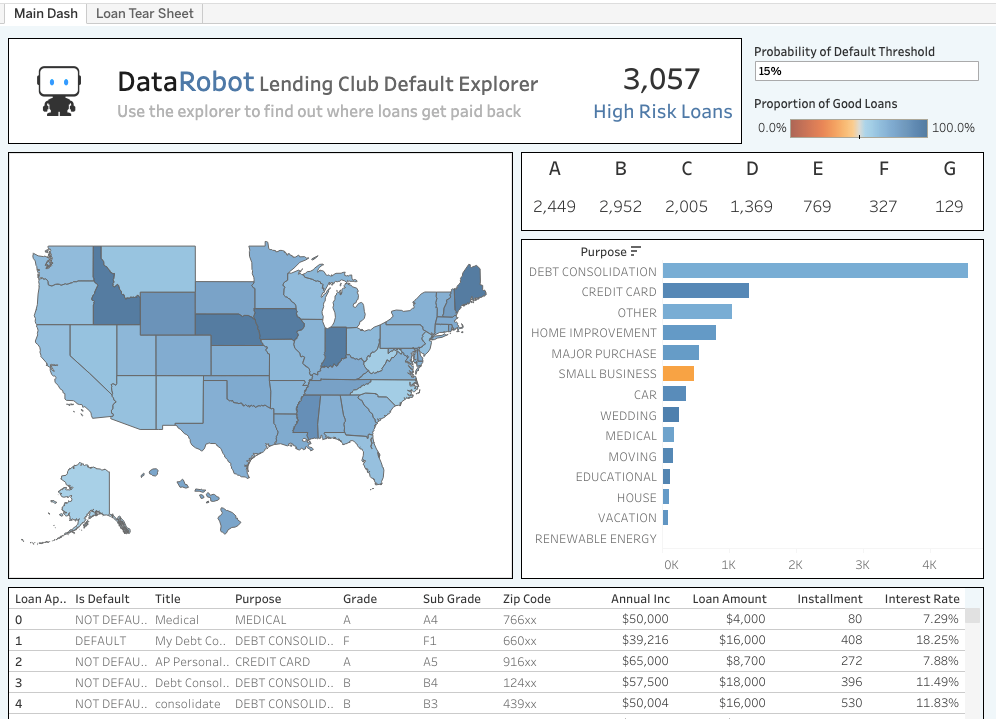 Main Dash Loan Tear Sheet
DataRobot Lending Club Default Explorer
Use the explorer to find out where loans get paid back
3,057
High Risk Loans
Probability of Default Threshold
15%
Proportion of Good Loans
0.0% 100.0%
A B C D E F G
2,449 2,952 2,005 1,369 769 327 129
Purpose
DEBT CONSOLIDATION
CREDIT CARD
OTHER
HOME IMPROVEMENT
MAJOR PURCHASE
SMALL BUSINESS
CAR
WEDDING
MEDICAL
MOVING
EDUCATIONAL
HOUSE
VACATION
RENEWABLE ENERGY
0K 1K 2K 3K 4K
Loan Ap.. Is Default Title Purpose Grade Sub Grade Zip Code Annual Inc Loan Amount Installment Interest Rate
0 NOT DEFAU.. Medical MEDICAL A A4 766xx $50,000 $4,000 80 7.29%
1 DEFAULT My Debt Co.. DEBT CONSOLID.. F F1 660xx $39,216 $16,000 408 18.25%
2 NOT DEFAU.. AP Personal.. CREDIT CARD A A5 916xx $65,000 $8,700 272 7.88%
3 NOT DEFAU.. Debt Consol.. DEBT CONSOLID.. B B4 124xx $57,500 $18,000 396 11.49%
4 NOT DEFAU.. consolidate DEBT CONSOLID.. B B3 439xx $50,004 $16,000 530 11.83%